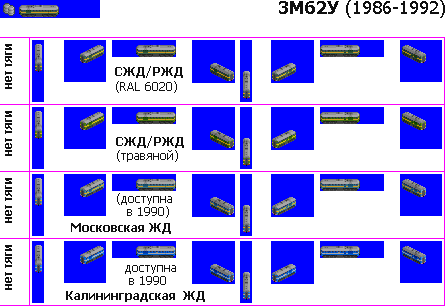 3М62У (1986-1992)
нет тяги
СЖД/РЖД
(RAL 6020)
нет тяги
СЖД/РЖД
(травяной)
нет тяги
(доступна
в 1990)
Московская ЖД
нет тяги
доступна
в 1990
Калининградская ЖД